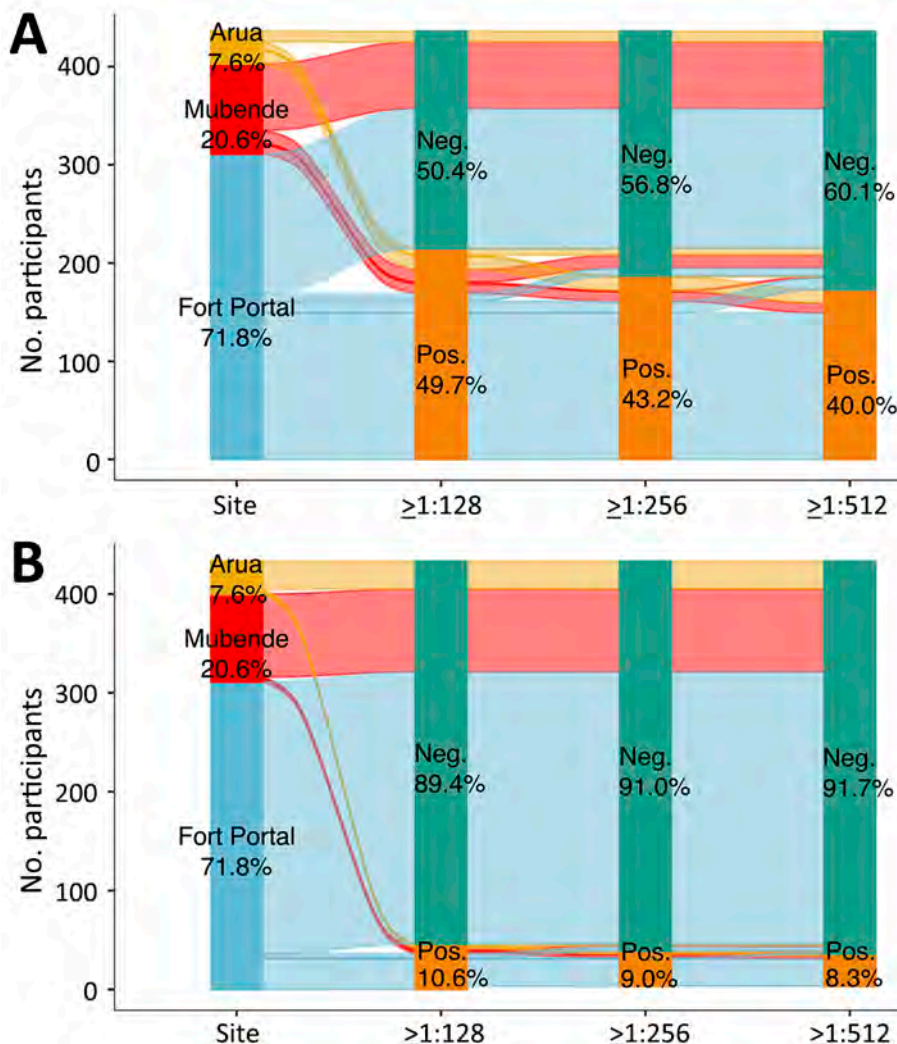 A
Arua
7.6%
400
Mubende
20.6%
300
Neg.
50.4%
Neg.
56.8%
Neg.
60.1%
No. participants
200
Fort Portal
71.8%
100
Pos.
49.7%
Pos.
43.2%
Pos.
40.0%
0
Site
≥1:128
≥1:256
≥1:512
B
Arua
7.6%
400
Mubende
20.6%
300
Neg.
89.4%
Neg.
91.0%
Neg.
91.7%
No. participants
200
Fort Portal
71.8%
100
Pos.
10.6%
Pos.
9.0%
Pos.
8.3%
0
Site
≥1:128
≥1:256
≥1:512